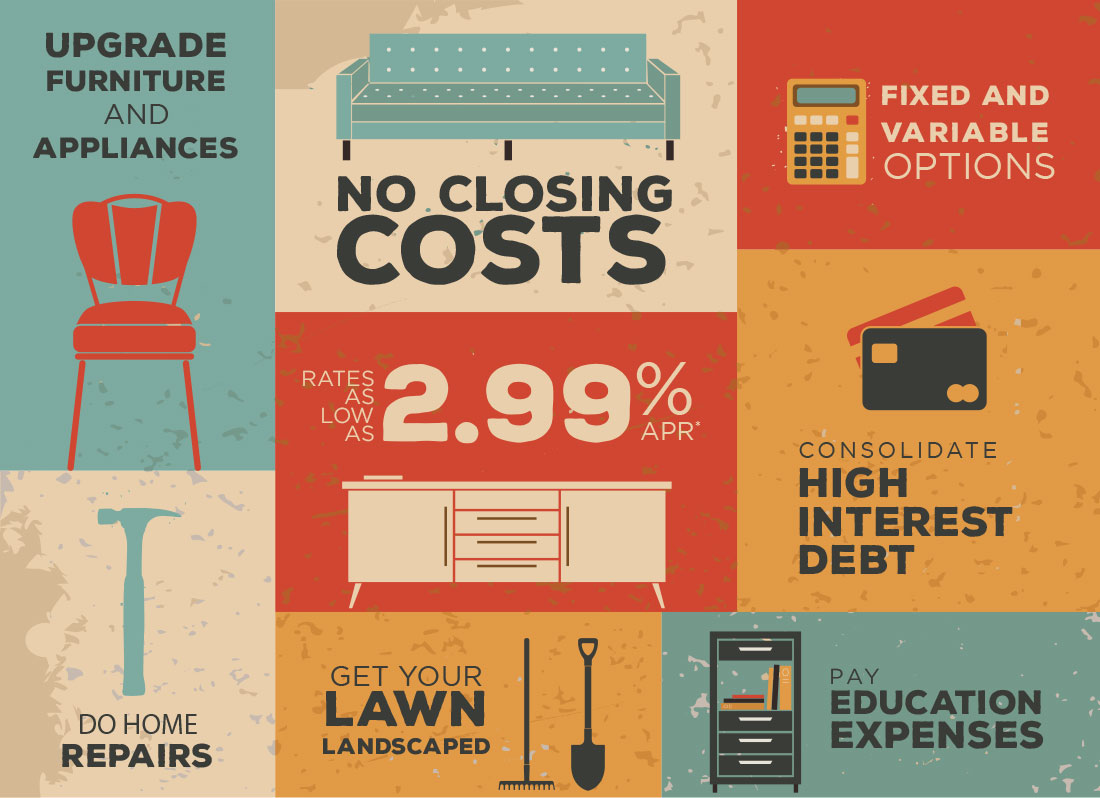 UPGRADE
FURNITURE
AND
APPLIANCES
NO CLOSING
COSTS
FIXED AND
VARIABLE
OPTIONS
RATES
AS
LOW
AS
2.99%
APR*
CONSOLIDATE
HIGH
INTEREST
DEBT
DO HOME
REPAIRS
GET YOUR
LAWN
LANDSCAPED
PAY
EDUCATION
EXPENSES